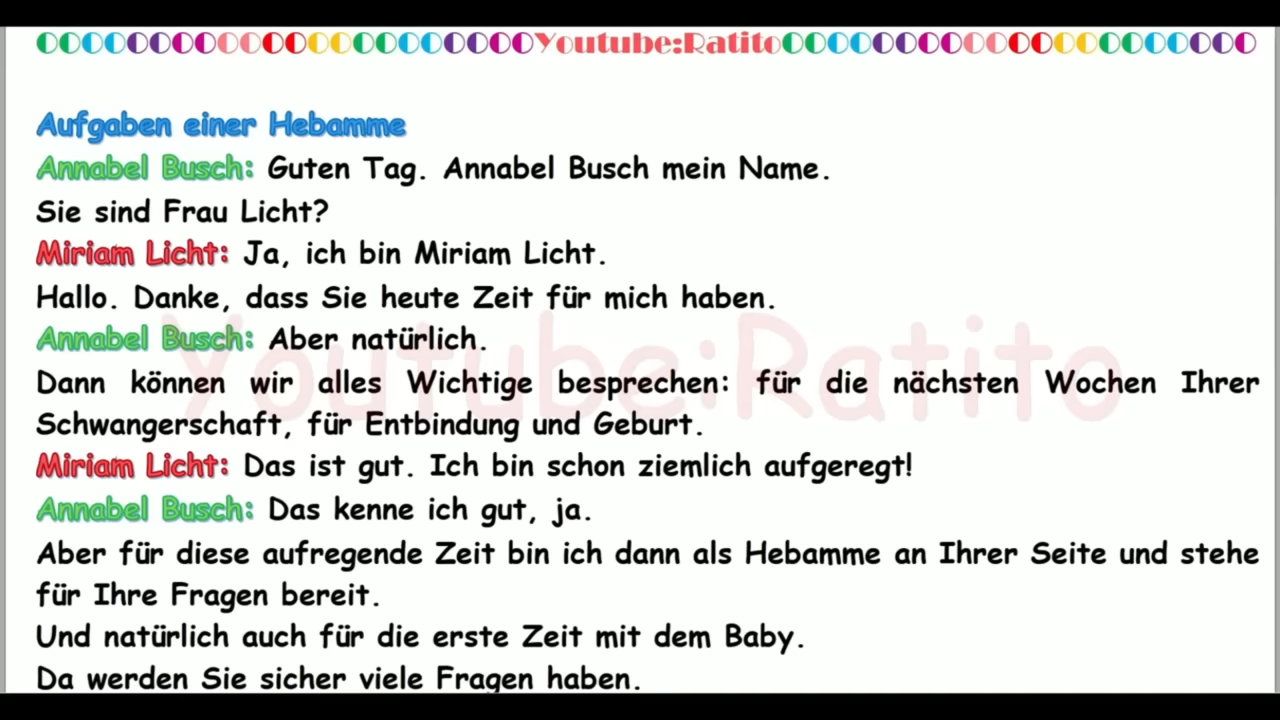 Youtube:Ratito
Aufgaben einer Hebamme
Annabel Busch: Guten Tag. Annabel Busch mein Name.
Sie sind Frau Licht?
Miriam Licht: Ja, ich bin Miriam Licht.
Hallo. Danke, dass Sie heute Zeit für mich haben.
Annabel Busch: Aber natürlich.
Youtube:Ratito
Dann können wir alles Wichtige besprechen: für die nächsten Wochen Ihrer
Schwangerschaft, für Entbindung und Geburt.
Miriam Licht: Das ist gut. Ich bin schon ziemlich aufgeregt!
Annabel Busch: Das kenne ich gut, ja.
Aber für diese aufregende Zeit bin ich dann als Hebamme an Ihrer Seite und stehe
für Ihre Fragen bereit.
Und natürlich auch für die erste Zeit mit dem Baby.
Da werden Sie sicher viele Fragen haben.